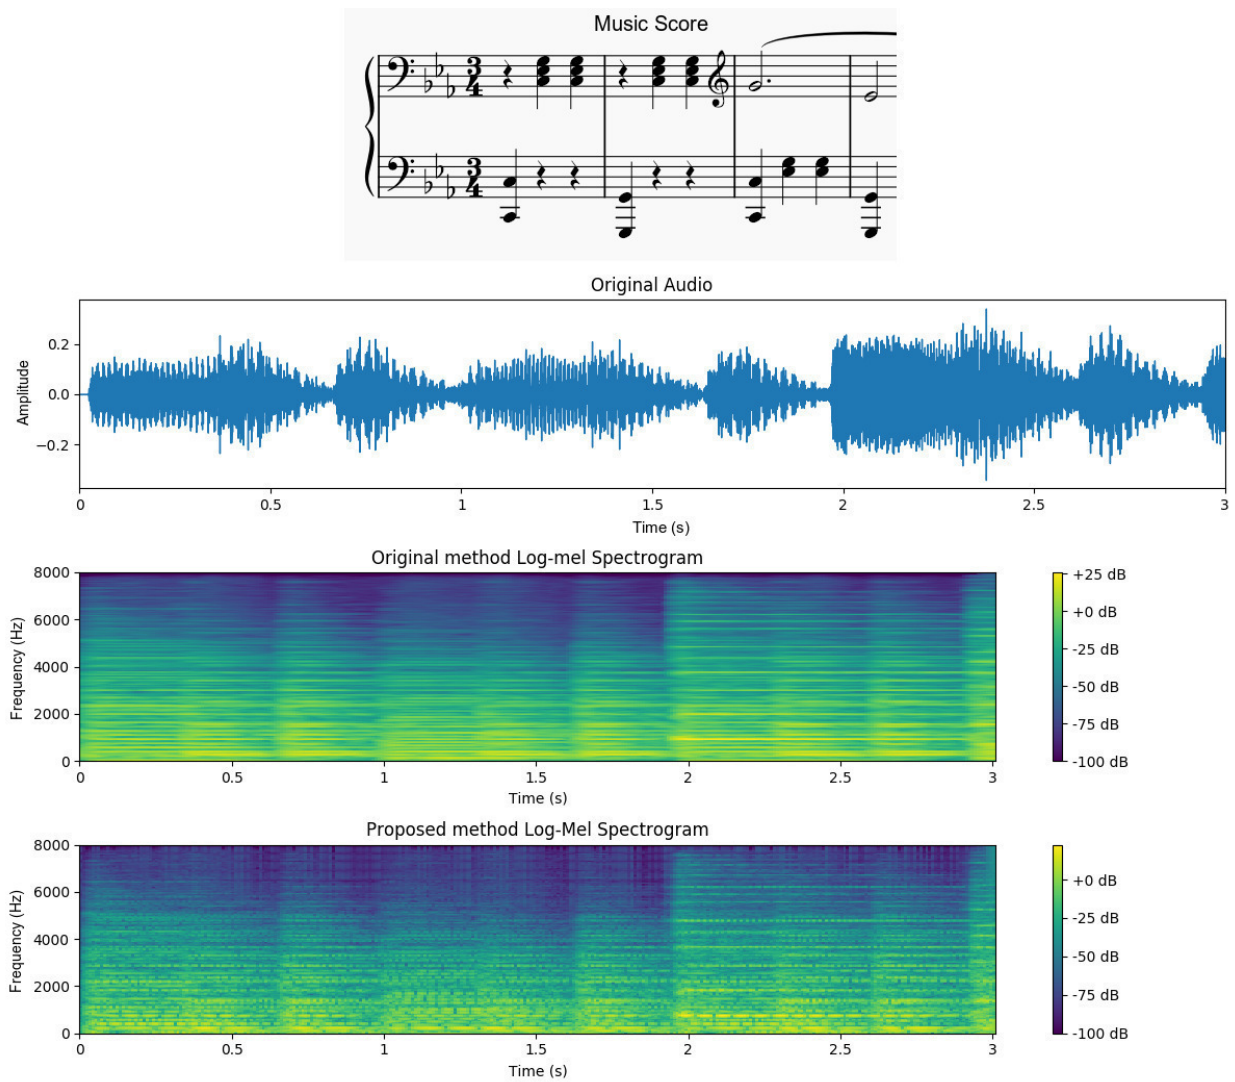 Music Score
3
4
3
4
Original Audio
Amplitude
0.2
0.0
−0.2
0 0.5 1 1.5 2 2.5 3
Time (s)
Original method Log-mel Spectrogram
Frequency (Hz)
8000
6000
4000
2000
0
0 0.5 1 1.5 2 2.5 3
Time (s)
+25 dB
+0 dB
-25 dB
-50 dB
-75 dB
-100 dB
Proposed method Log-Mel Spectrogram
Frequency (Hz)
8000
6000
4000
2000
0
0 0.5 1 1.5 2 2.5 3
Time (s)
+0 dB
-25 dB
-50 dB
-75 dB
-100 dB